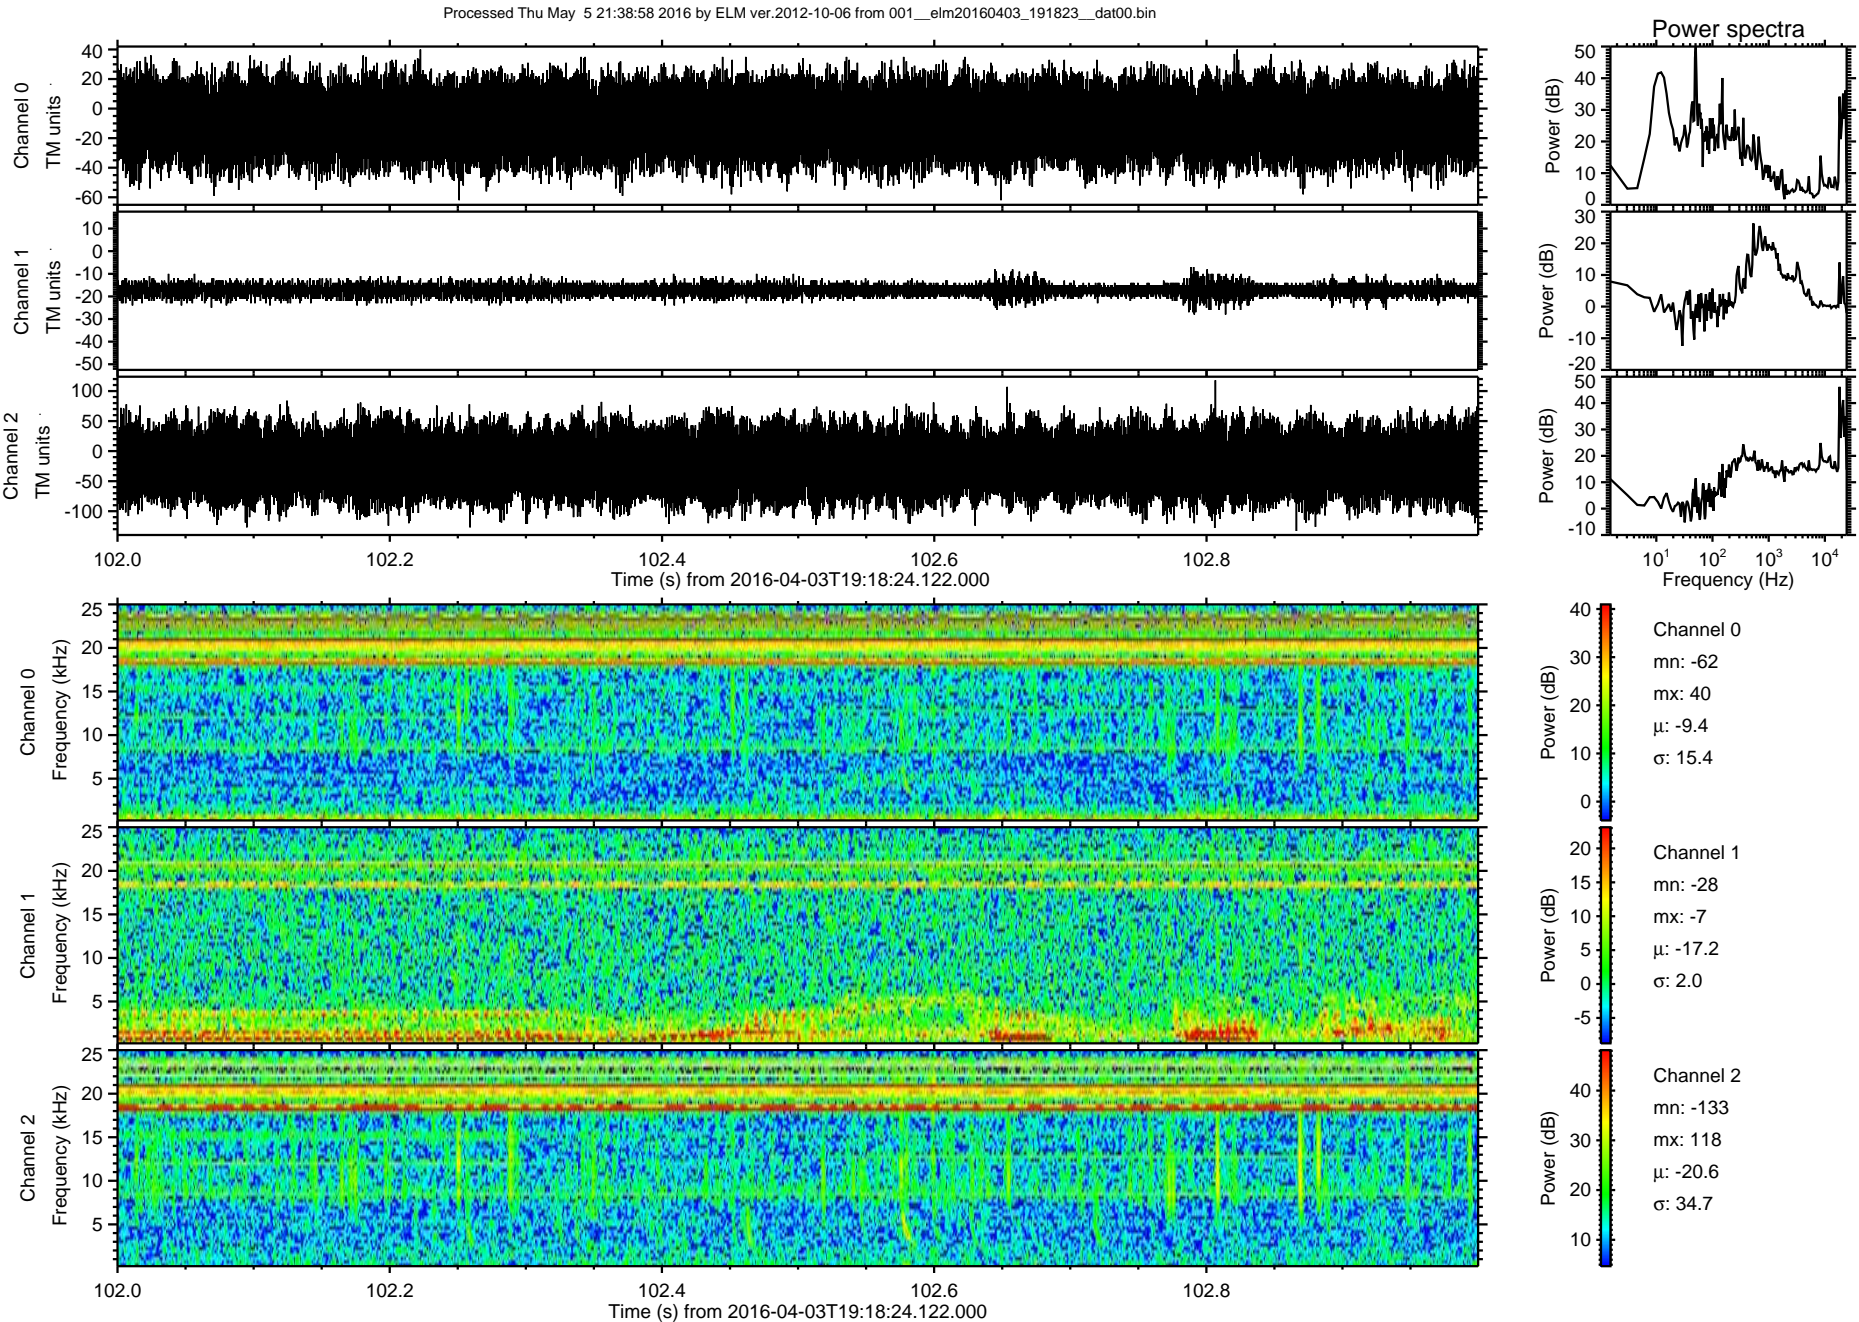 Processed Thu May 5 21:38:58 2016 by ELM ver.2012-10-06 from 001__elm20160403_191823__dat00.bin
Power spectra
Channel 0
TM units
40
20
0
-20
-40
-60
Power (dB)
50
40
30
20
10
0
Channel 1
TM units
10
0
-10
-20
-30
-40
-50
Power (dB)
30
20
10
0
-10
-20
Channel 2
TM units
100
50
0
-50
-100
Power (dB)
50
40
30
20
10
0
-10
102.0 102.2 102.4 102.6 102.8
Time (s) from 2016-04-03T19:18:24.122.000
10^1 10^2 10^3 10^4
Frequency (Hz)
Channel 0
Frequency (kHz)
25
20
15
10
5
Power (dB)
40
30
20
10
0
Channel 0
mn: -62
mx: 40
μ: -9.4
σ: 15.4
Channel 1
Frequency (kHz)
25
20
15
10
5
Power (dB)
20
15
10
5
0
-5
Channel 1
mn: -28
mx: -7
μ: -17.2
σ: 2.0
Channel 2
Frequency (kHz)
25
20
15
10
5
Power (dB)
40
30
20
10
Channel 2
mn: -133
mx: 118
μ: -20.6
σ: 34.7
102.0 102.2 102.4 102.6 102.8
Time (s) from 2016-04-03T19:18:24.122.000